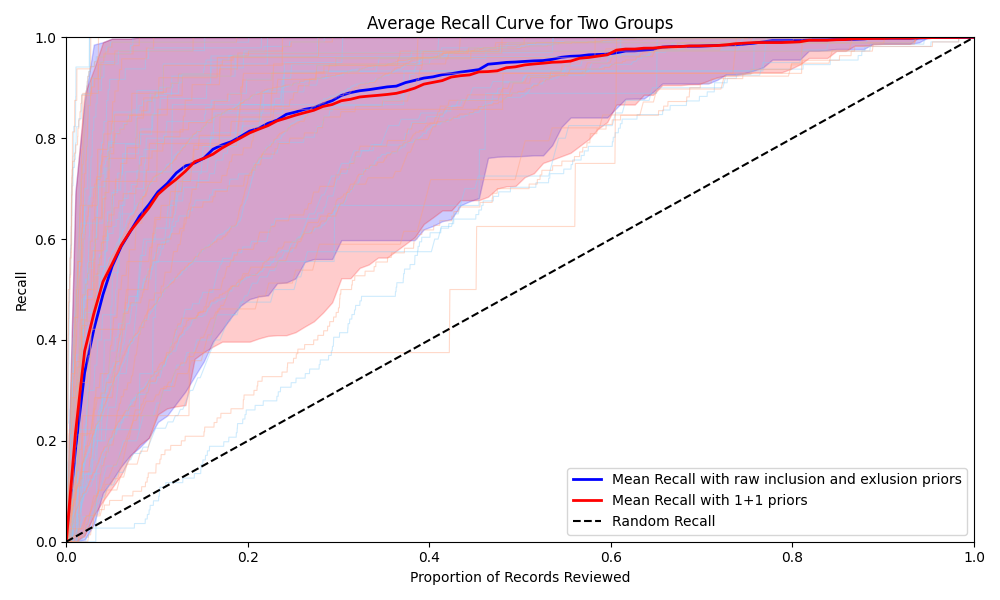 Average Recall Curve for Two Groups
1.0
0.8
0.6
0.4
0.2
0.0
Recall
Mean Recall with raw inclusion and exlusion priors
Mean Recall with 1+1 priors
Random Recall
0.0 0.2 0.4 0.6 0.8 1.0
Proportion of Records Reviewed